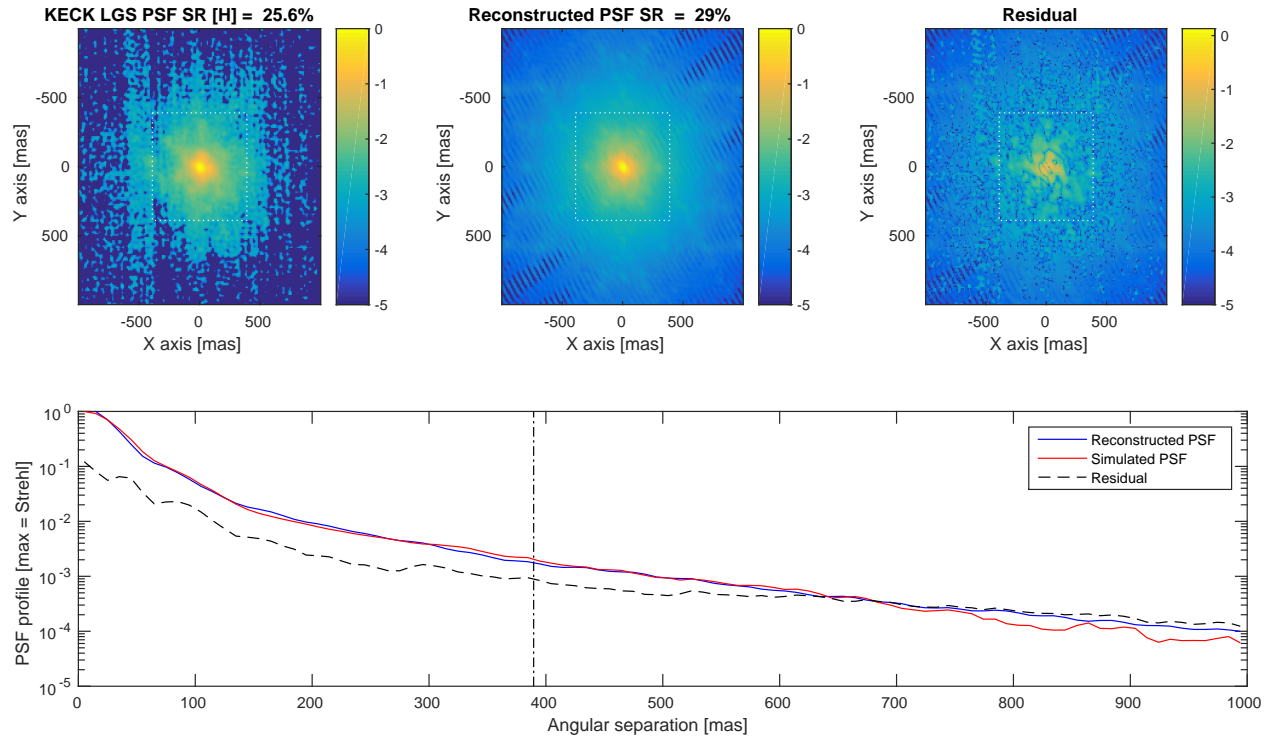 KECK LGS PSF SR [H] = 25.6%
Reconstructed PSF SR = 29%
Residual
Y axis [mas]
-500
0
500
-500 0 500
X axis [mas]
0
-1
-2
-3
-4
-5
Y axis [mas]
-500
0
500
-500 0 500
X axis [mas]
0
-1
-2
-3
-4
-5
Y axis [mas]
-500
0
500
-500 0 500
X axis [mas]
0
-1
-2
-3
-4
-5
PSF profile [max = Strehl]
10^0
10^-1
10^-2
10^-3
10^-4
10^-5
Reconstructed PSF
Simulated PSF
Residual
0 100 200 300 400 500 600 700 800 900 1000
Angular separation [mas]